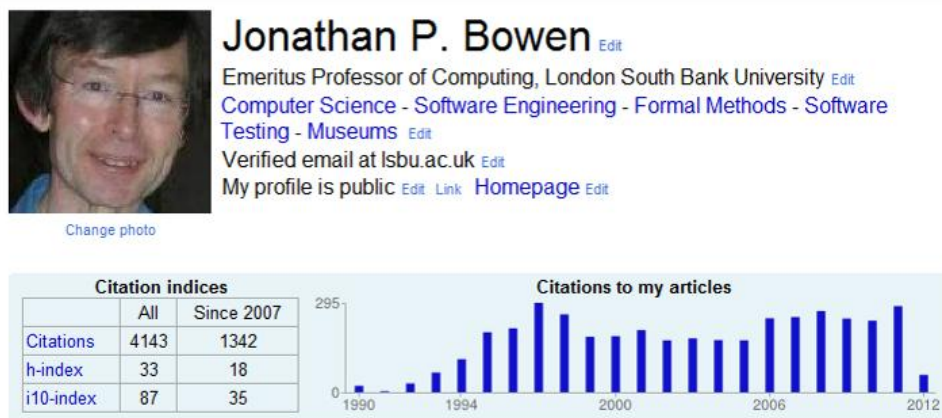 Jonathan P. Bowen Edit
Emeritus Professor of Computing, London South Bank University Edit
Computer Science - Software Engineering - Formal Methods - Software
Testing - Museums Edit
Verified email at lsbu.ac.uk Edit
My profile is public Edit Link Homepage Edit
Change photo
Citation indices
All Since 2007
Citations 4143 1342
h-index 33 18
i10-index 87 35
Citations to my articles
295
0
1990 1994 2000 2006 2012